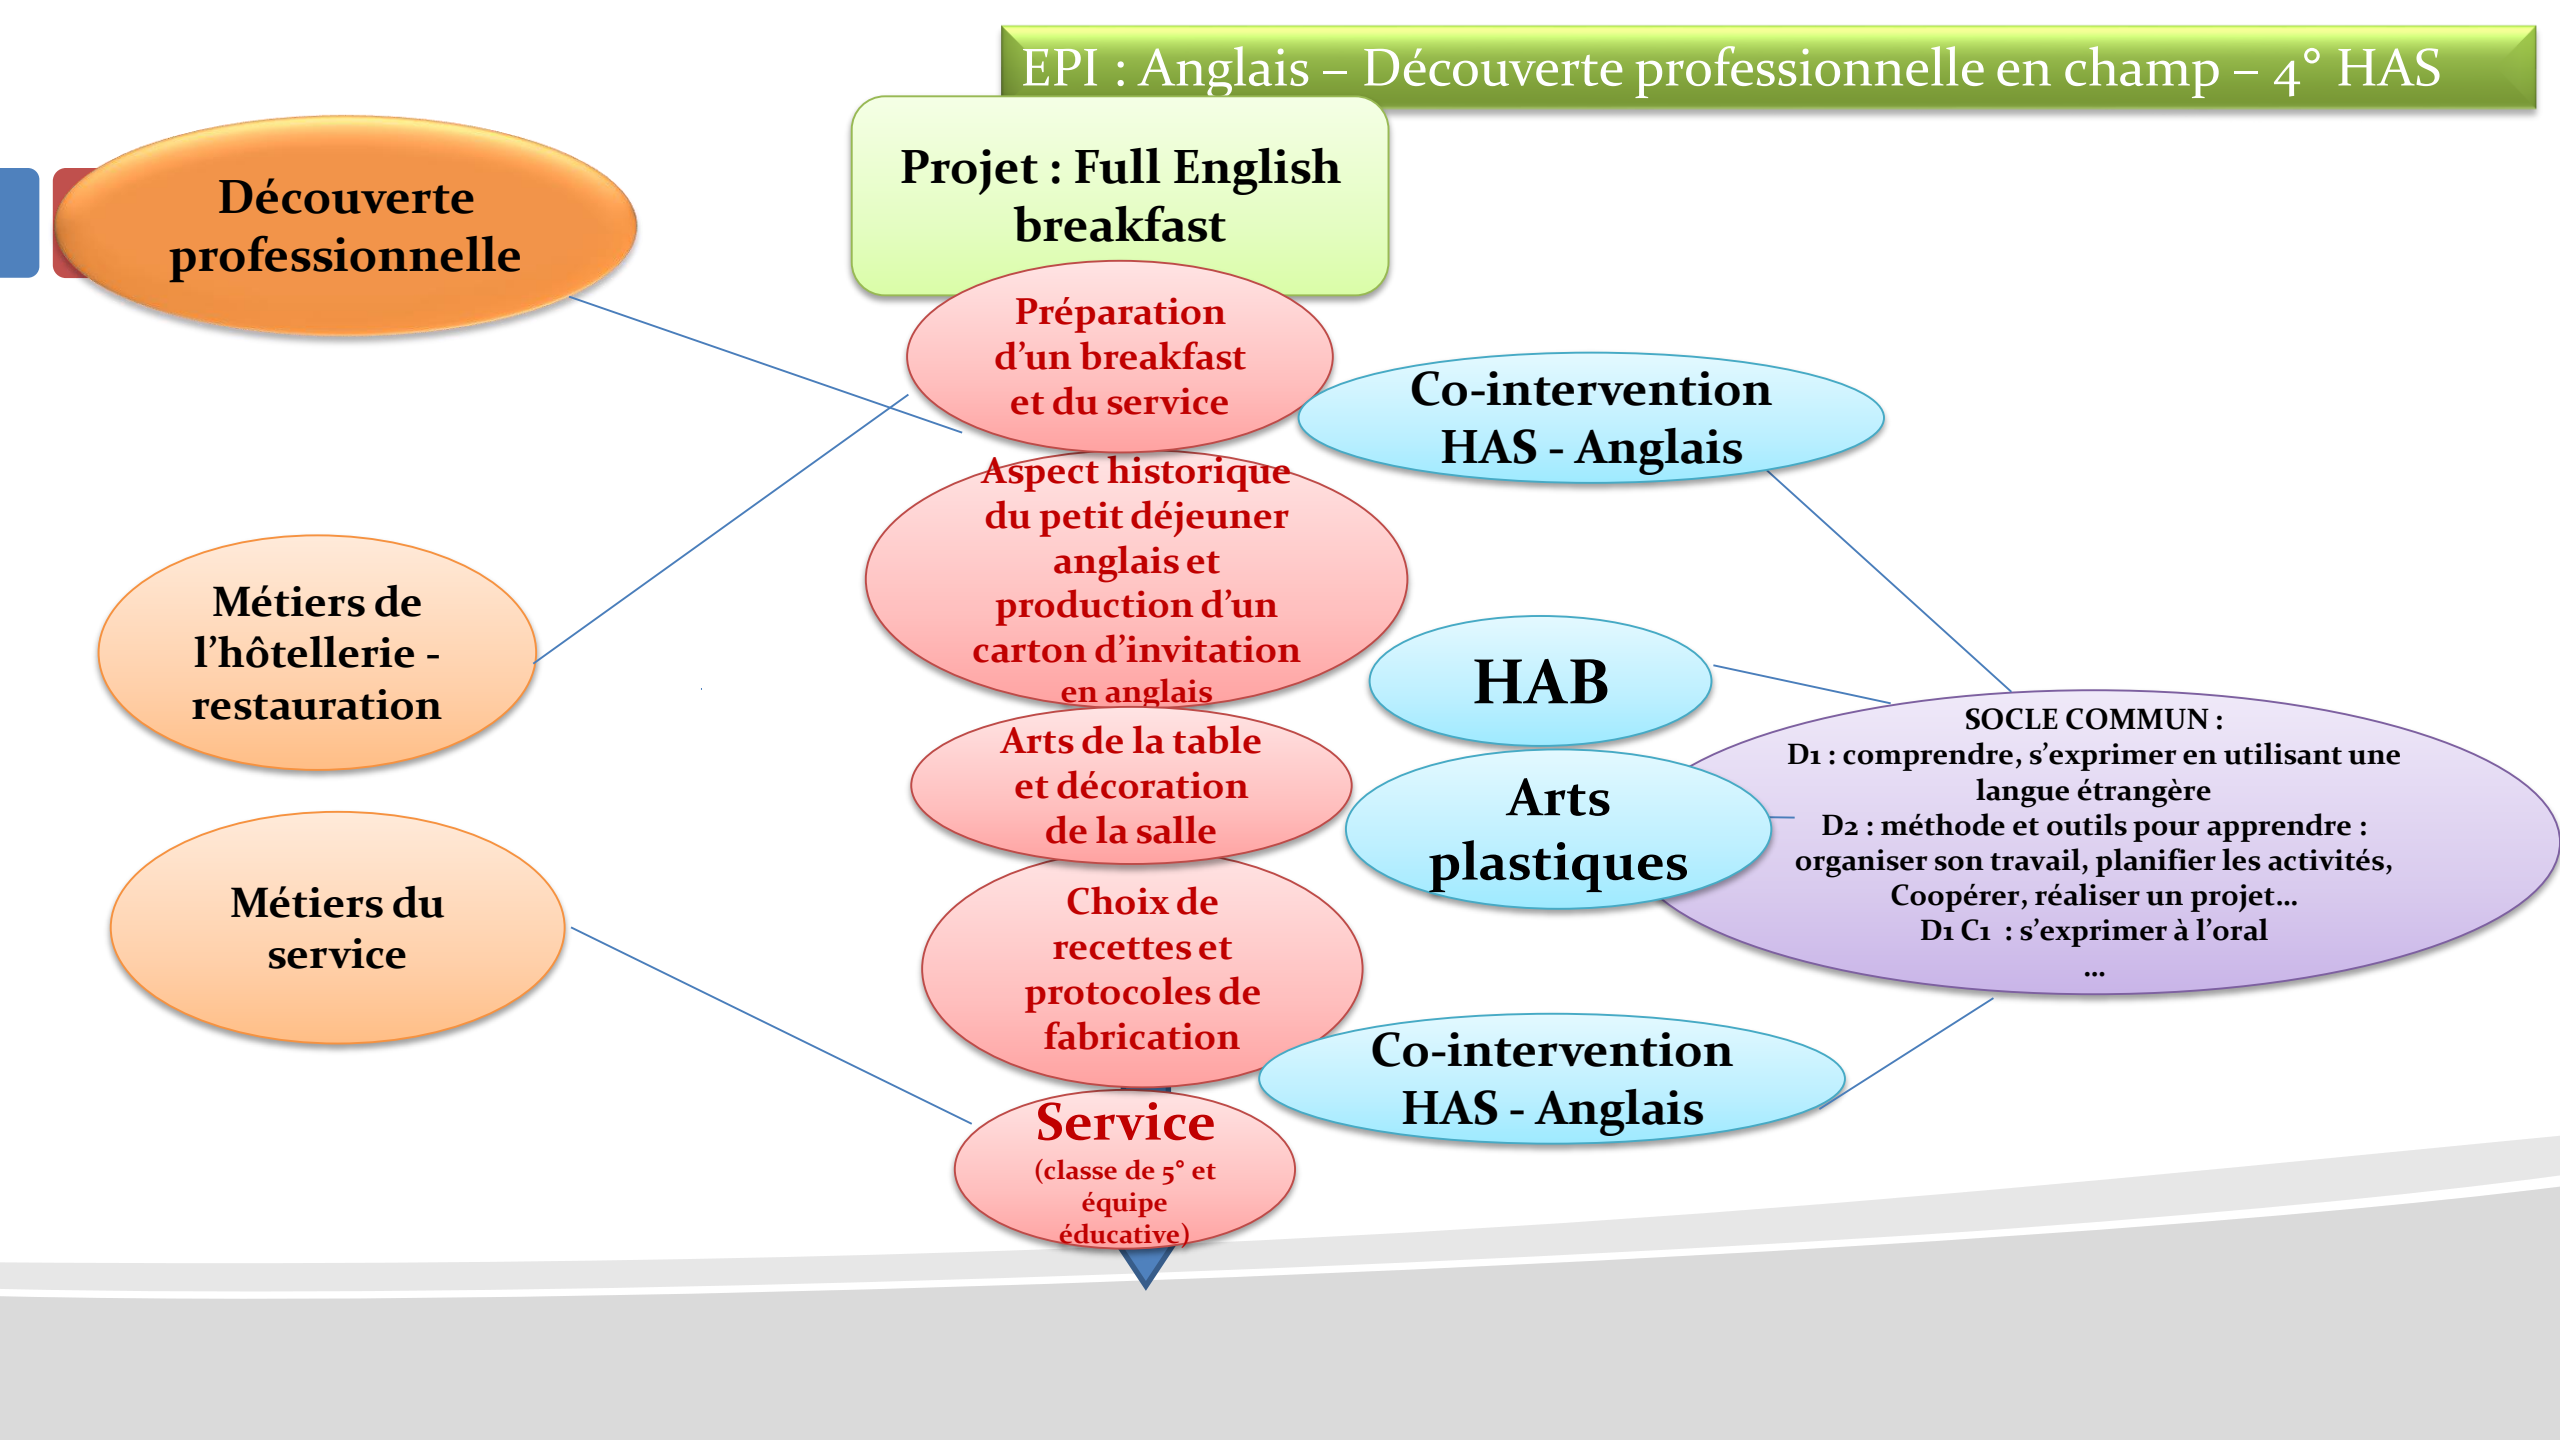 EPI : Anglais – Découverte professionnelle en champ – 4° HAS
Projet : Full English
breakfast
Découverte
professionnelle
Métiers de
l’hôtellerie -
restauration
Métiers du
service
Préparation
d’un breakfast
et du service
Aspect historique
du petit déjeuner
anglais et
production d’un
carton d’invitation
en anglais
Arts de la table
et décoration
de la salle
Choix de
recettes et
protocoles de
fabrication
Service
(classe de 5° et
équipe
éducative)
Co-intervention
HAS - Anglais
HAB
Arts
plastiques
Co-intervention
HAS - Anglais
SOCLE COMMUN :
D1 : comprendre, s’exprimer en utilisant une
langue étrangère
D2 : méthode et outils pour apprendre :
organiser son travail, planifier les activités,
Coopérer, réaliser un projet…
D1 C1  : s’exprimer à l’oral
…